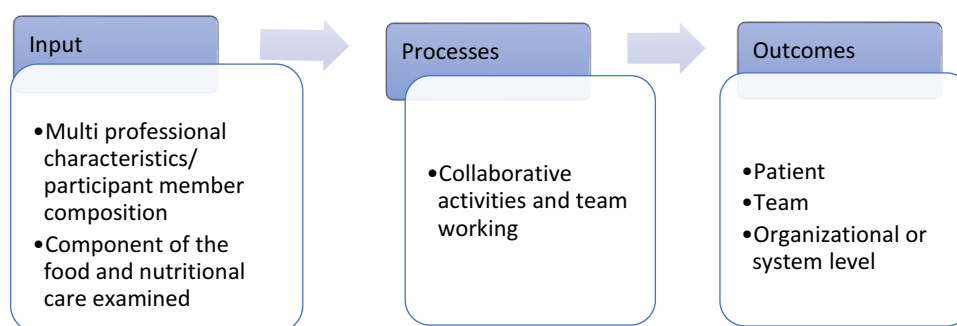 Input
•Multi professional
characteristics/
participant member
composition
•Component of the
food and nutritional
care examined
Processes
•Collaborative
activities and team
working
Outcomes
•Patient
•Team
•Organizational or
system level